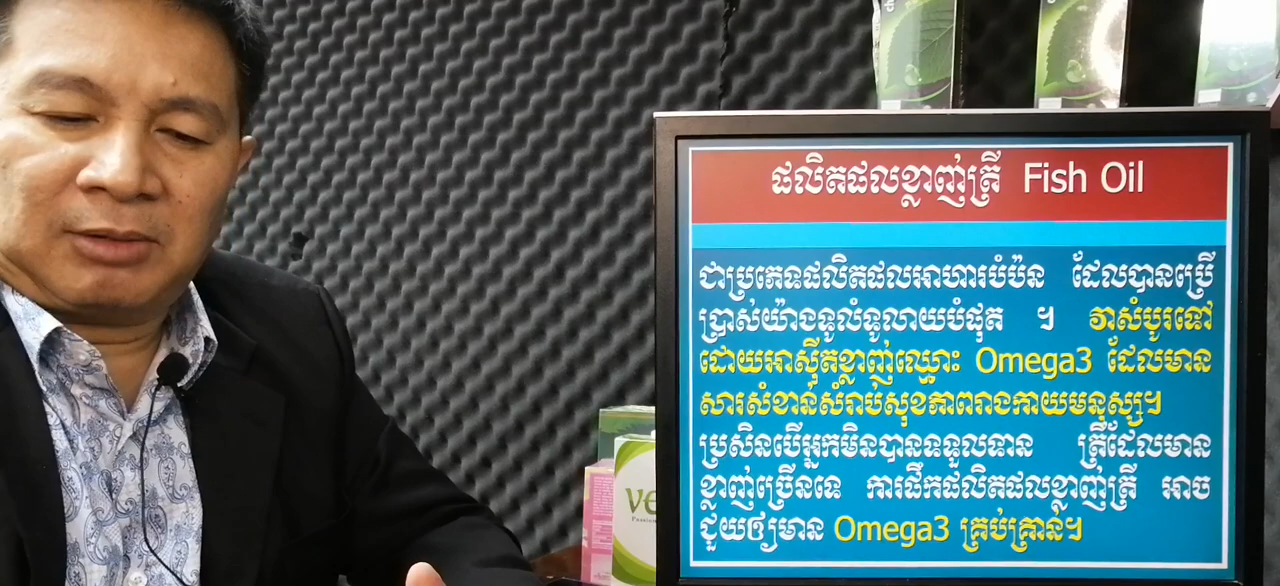 ផលិតផលខ្លាញ់ត្រី Fish Oil
ជាប្រភេទផលិតផលអាហារបំប៉ន ដែលបានប្រើ
ប្រាស់យ៉ាងទូលំទូលាយបំផុត ។ វាសំបូរទៅ
ដោយអាស៊ីតខ្លាញ់ឈ្មោះ Omega3 ដែលមាន
សារសំខាន់សំរាប់សុខភាពរាងកាយមនុស្ស។
ប្រសិនបើអ្នកមិនបានទទួលទាន ត្រីដែលមាន
ខ្លាញ់ច្រើនទេ ការផឹកផលិតផលខ្លាញ់ត្រី អាច
ជួយឲ្យមាន Omega3 គ្រប់គ្រាន់។